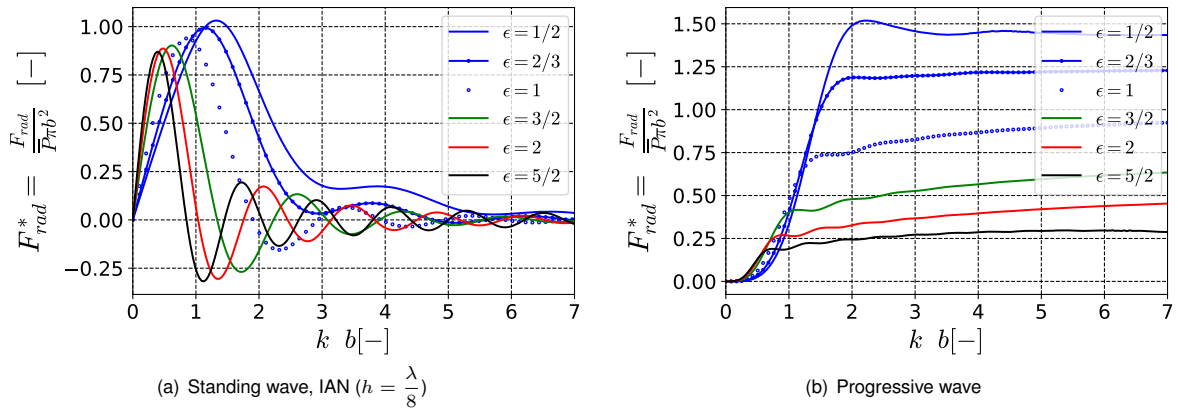 1.00
0.75
0.50
0.25
0.00
−0.25
F*rad = Frad / P̿πb² [−]
0 1 2 3 4 5 6 7
k b[−]
ϵ = 1/2
ϵ = 2/3
ϵ = 1
ϵ = 3/2
ϵ = 2
ϵ = 5/2
(a) Standing wave, IAN (h = λ/8)
1.50
1.25
1.00
0.75
0.50
0.25
0.00
F*rad = Frad / P̿πb² [−]
0 1 2 3 4 5 6 7
k b[−]
ϵ = 1/2
ϵ = 2/3
ϵ = 1
ϵ = 3/2
ϵ = 2
ϵ = 5/2
(b) Progressive wave